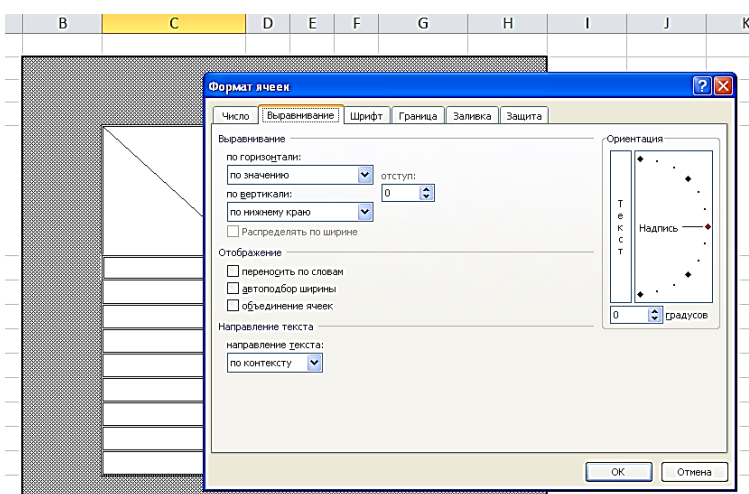 B C D E F G H I J K
Формат ячеек
Число Выравнивание Шрифт Граница Заливка Защита
Выравнивание
по горизонтали:
по значению
отступ:
по вертикали:
0
по нижнему краю
Распределять по ширине
Отображение
переносить по словам
автоподбор ширины
объединение ячеек
Направление текста
направление текста:
по контексту
Ориентация
Текст
Надпись
0 градусов
ОК Отмена